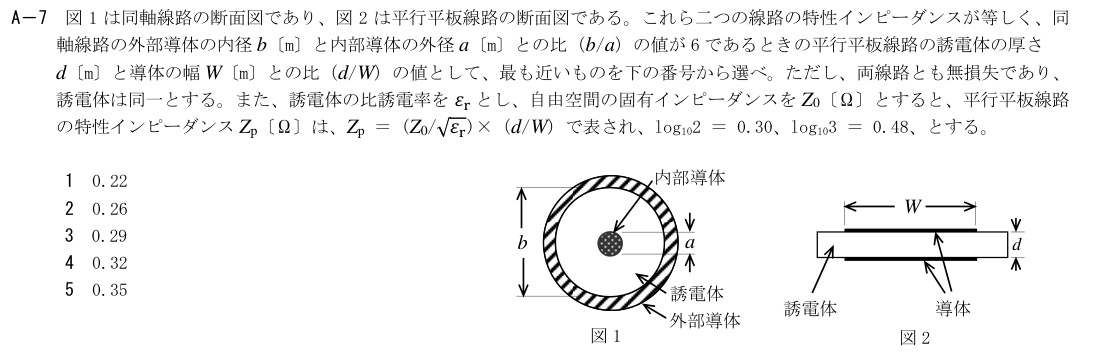 A-7 図1は同軸線路の断面図であり、図2は平行平板線路の断面図である。これら二つの線路の特性インピーダンスが等しく、同
軸線路の外部導体の内径b〔m〕と内部導体の外径a〔m〕との比(b/a)の値が6であるときの平行平板線路の誘電体の厚さ
d〔m〕と導体の幅W〔m〕との比(d/W)の値として、最も近いものを下の番号から選べ。ただし、両線路とも無損失であり、
誘電体は同一とする。また、誘電体の比誘電率をεrとし、自由空間の固有インピーダンスをZ0〔Ω〕とすると、平行平板線路
の特性インピーダンスZp〔Ω〕は、Zp = (Z0/√εr)×(d/W)で表され、log102 = 0.30、log103 = 0.48、とする。
1 0.22
2 0.26
3 0.29
4 0.32
5 0.35
内部導体
b
a
誘電体
外部導体
図1
W
d
誘電体
導体
図2